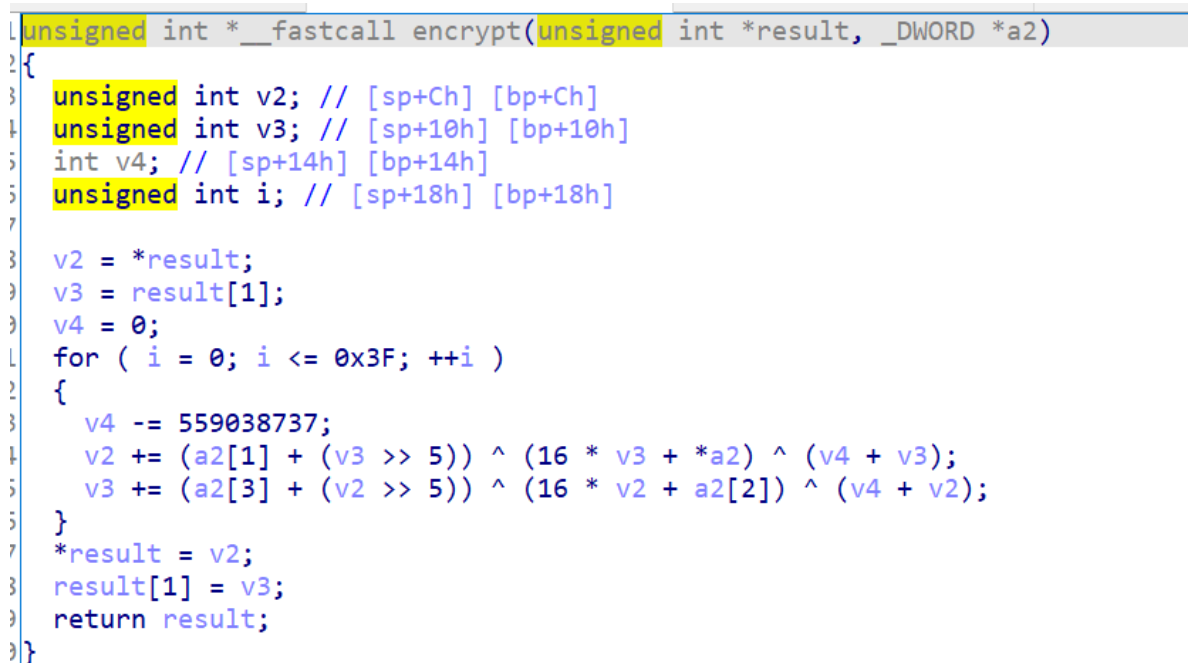 unsigned int *__fastcall encrypt(unsigned int *result, _DWORD *a2)
{
  unsigned int v2; // [sp+Ch] [bp+Ch]
  unsigned int v3; // [sp+10h] [bp+10h]
  int v4; // [sp+14h] [bp+14h]
  unsigned int i; // [sp+18h] [bp+18h]

  v2 = *result;
  v3 = result[1];
  v4 = 0;
  for ( i = 0; i <= 0x3F; ++i )
  {
    v4 -= 559038737;
    v2 += (a2[1] + (v3 >> 5)) ^ (16 * v3 + *a2) ^ (v4 + v3);
    v3 += (a2[3] + (v2 >> 5)) ^ (16 * v2 + a2[2]) ^ (v4 + v2);
  }
  *result = v2;
  result[1] = v3;
  return result;
}